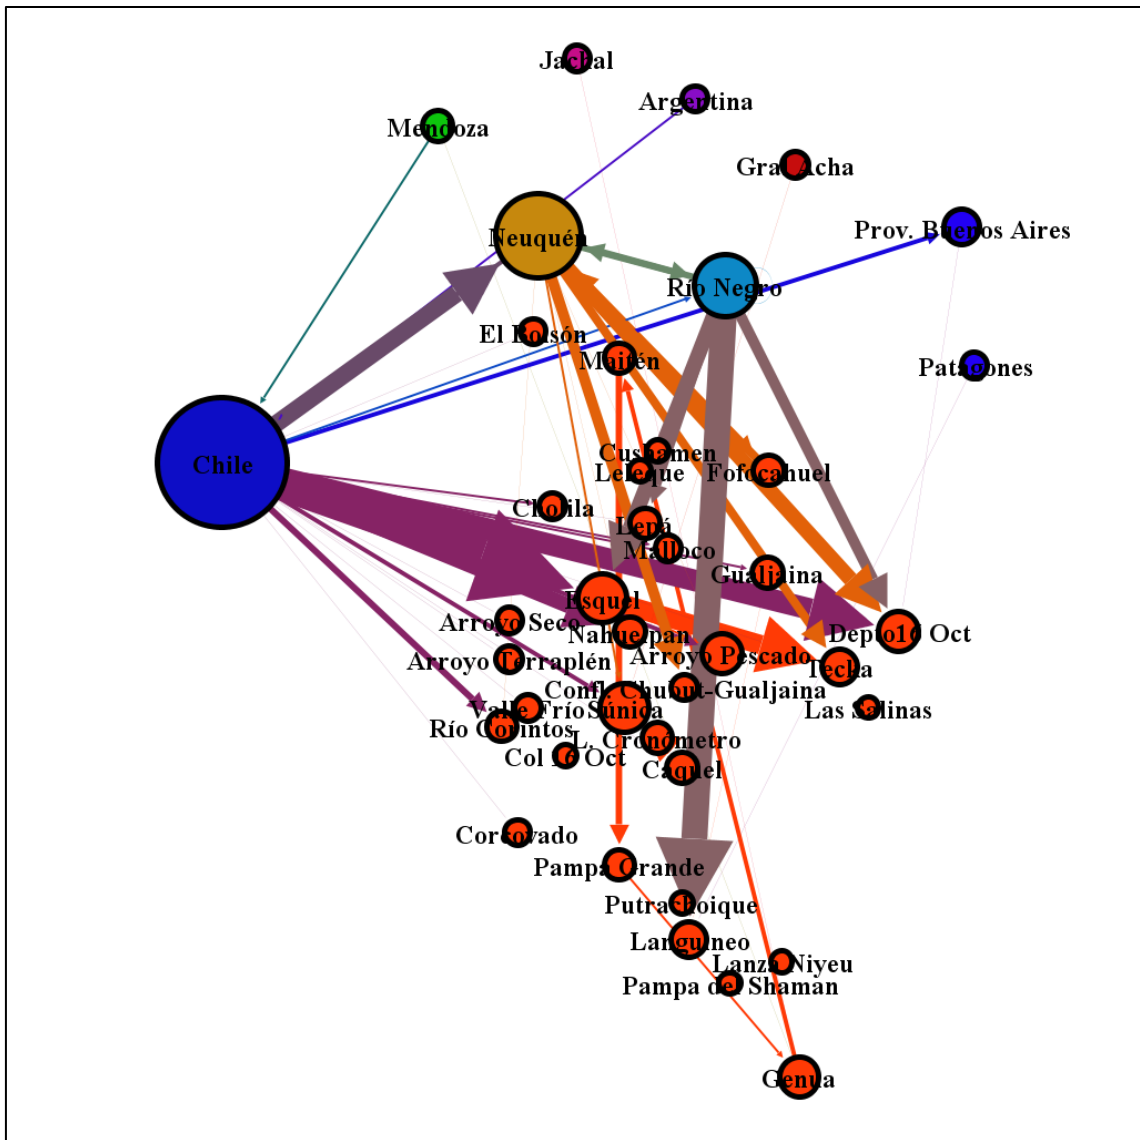 Jachal
Argentina
Mendoza
Gral Acha
Prov. Buenos Aires
Neuquén
Río Negro
El Bolsón
Maitén
Patagones
Cushamen
Leleque
Fofocahuel
Chile
Cholila
Lepá
Malloco
Gualjaina
Esquel
Arroyo Seco
Nahuelpan
Depto16 Oct
Arroyo Pescado
Arroyo Terraplén
Tecka
Confl. Chubut-Gualjaina
Valle Frío
Súnica
Las Salinas
Río Corintos
L. Cronómetro
Col 16 Oct
Caquel
Corcovado
Pampa Grande
Putrachoique
Languineo
Lanza Niyeu
Pampa del Shaman
Genua